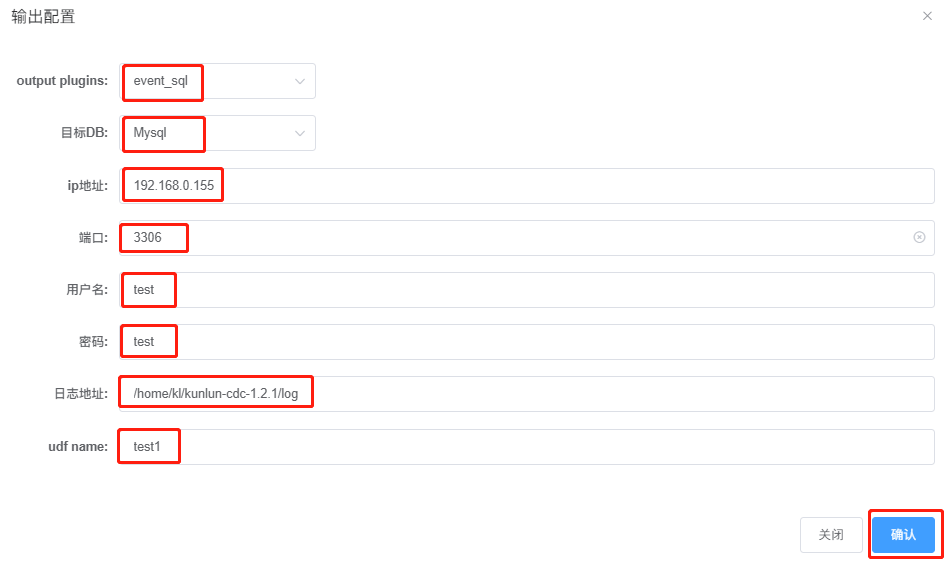 输出配置
output plugins: event_sql
目标DB: Mysql
ip地址: 192.168.0.155
端口: 3306
用户名: test
密码: test
日志地址: /home/kl/kunlun-cdc-1.2.1/log
udf name: test1
关闭 确认